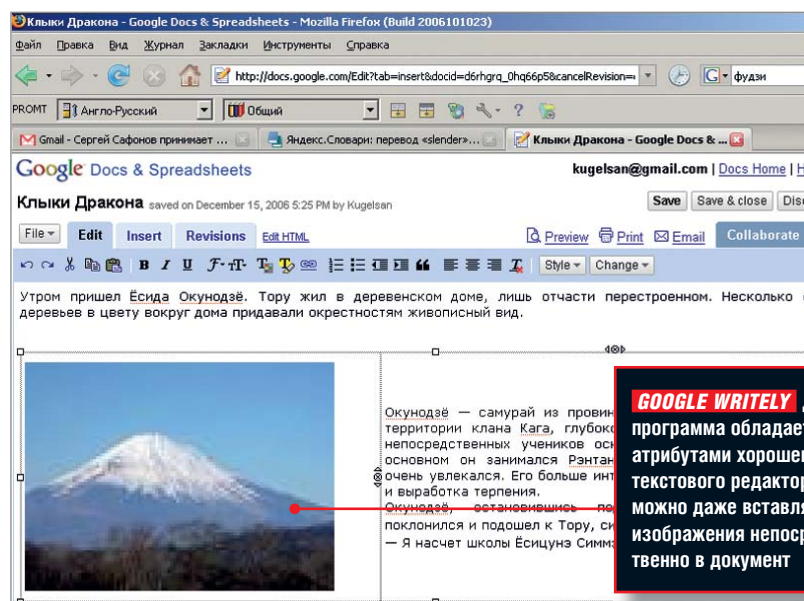 Клыки Дракона - Google Docs & Spreadsheets - Mozilla Firefox (Build 2006101023)
Файл Правка Вид Журнал Закладки Инструменты Справка
http://docs.google.com/Edit?tab=insert&docid=d6rhgrq_0hq66p58&cancelRevision= G фудзи
PROMT Англо-Русский Общий ?
Gmail - Сергей Сафонов принимает ... Яндекс.Словари: перевод «slender»... Клыки Дракона - Google Docs & ...
Google Docs & Spreadsheets kugelsan@gmail.com | Docs Home |
Клыки Дракона saved on December 15, 2006 5:25 PM by Kugelsan Save Save & close
File Edit Insert Revisions Edit HTML Preview Print Email Collaborate
B I U Style Change
Утром пришел Ёсида Окунодзё. Тору жил в деревенском доме, лишь отчасти перестроенном. Несколько
деревьев в цвету вокруг дома придавали окрестностям живописный вид.
Окунодзё — самурай из провин
территории клана Кага, глубок
непосредственных учеников ос
основном он занимался Рэнтан
очень увлекался. Его больше инт
и выработка терпения.
Окунодзё, остановившись по
поклонился и подошел к Тору, си
— Я насчет школы Ёсицунэ Симм
GOOGLE WRITELY
программа обладает
атрибутами хороше
текстового редактор
можно даже вставля
изображения непоср
твенно в документ